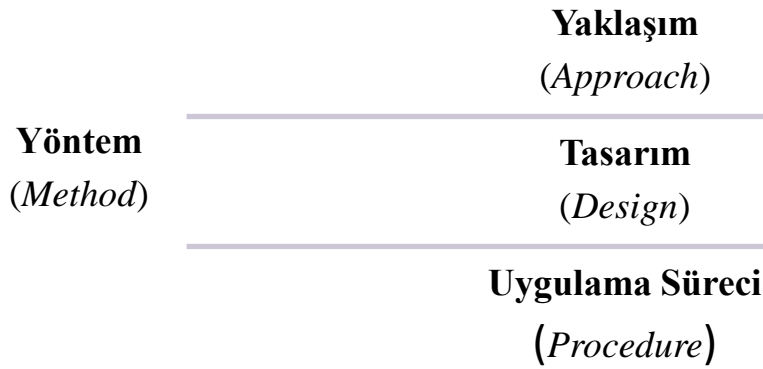 Yaklaşım
(Approach)
Yöntem
(Method)
Tasarım
(Design)
Uygulama Süreci
(Procedure)